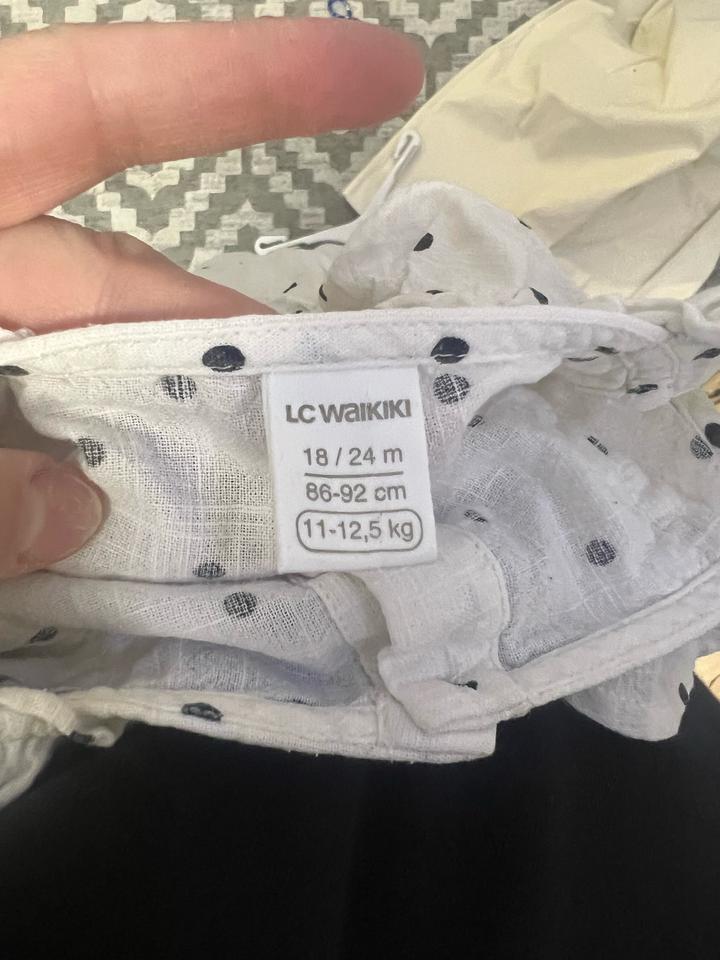 LC WAIKIKI
18 / 24 m
86-92 cm
11-12,5 kg